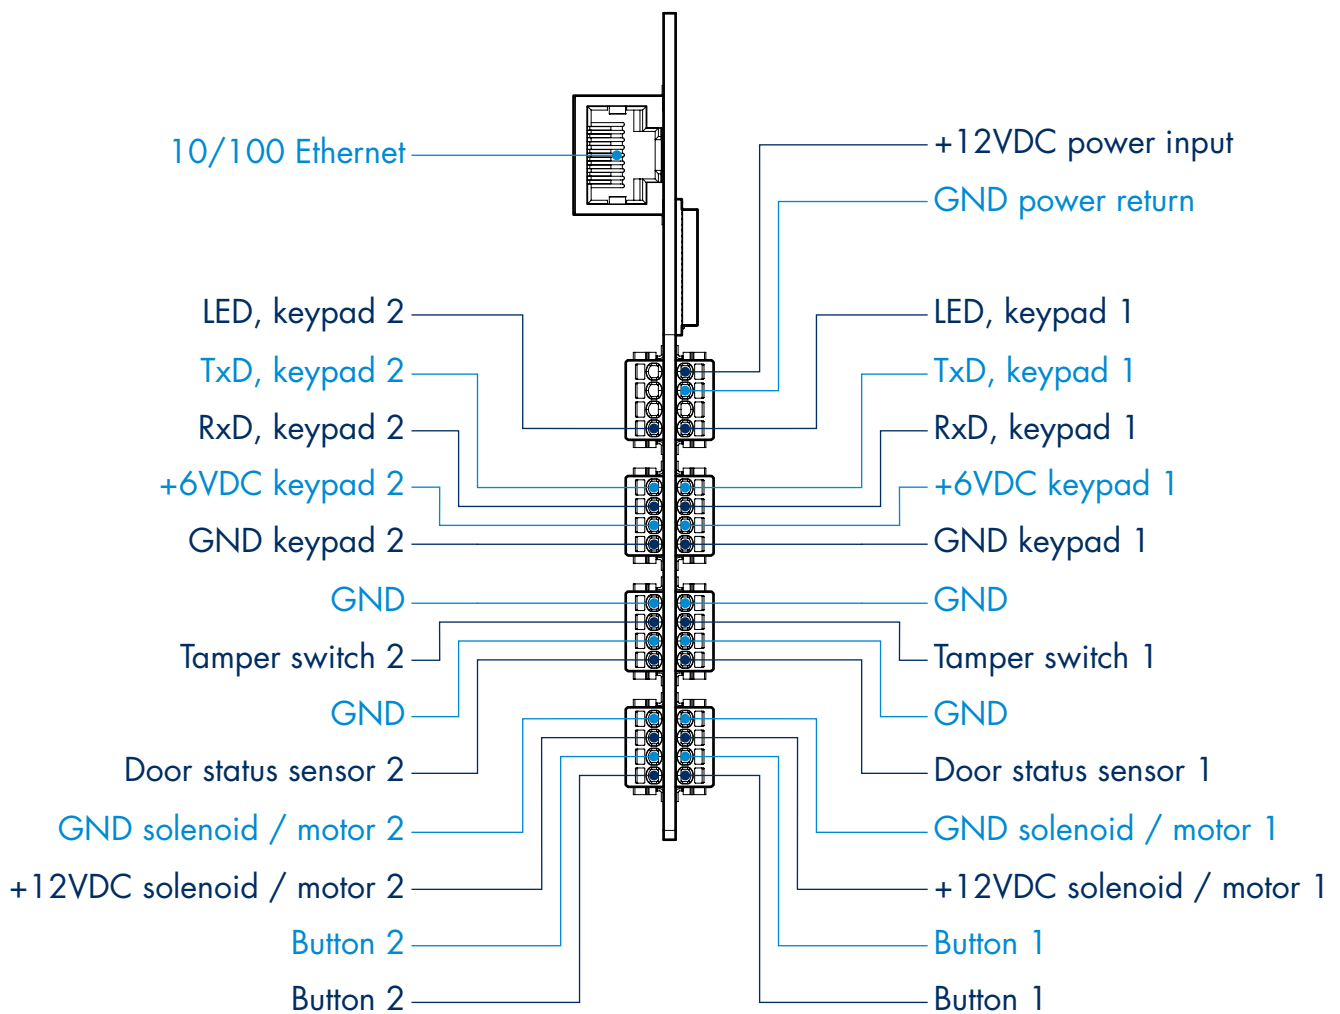 10/100 Ethernet
+12VDC power input
GND power return
LED, keypad 2
LED, keypad 1
TxD, keypad 2
TxD, keypad 1
RxD, keypad 2
RxD, keypad 1
+6VDC keypad 2
+6VDC keypad 1
GND keypad 2
GND keypad 1
GND
GND
Tamper switch 2
Tamper switch 1
GND
GND
Door status sensor 2
Door status sensor 1
GND solenoid / motor 2
GND solenoid / motor 1
+12VDC solenoid / motor 2
+12VDC solenoid / motor 1
Button 2
Button 1
Button 2
Button 1